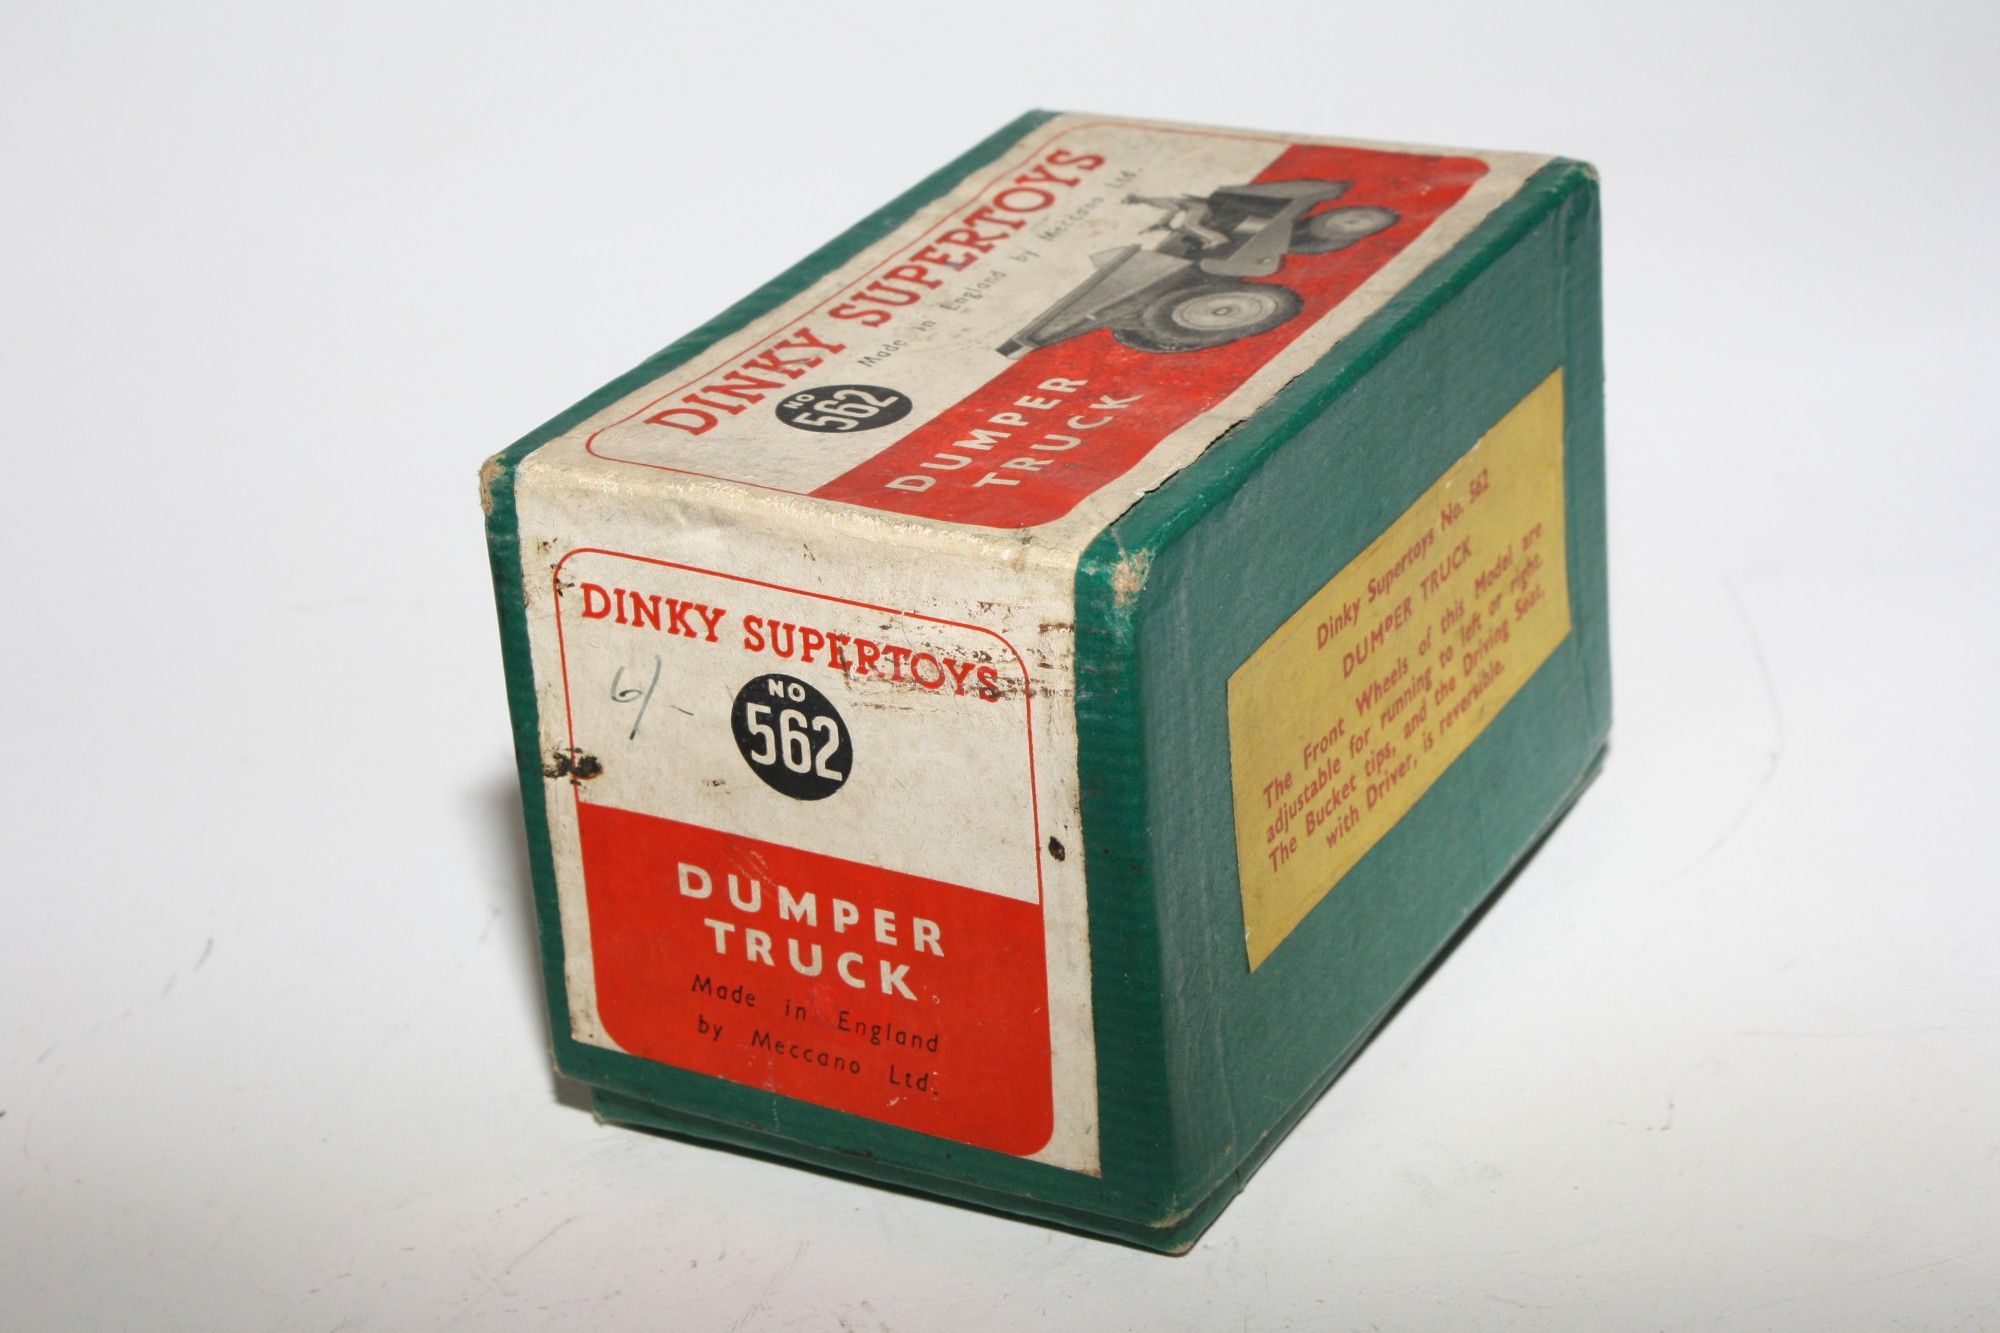 DINKY SUPERTOYS
Made in England by Meccano Ltd.
NO
562
DUMPER
TRUCK
DINKY SUPERTOYS
6/-
NO
562
DUMPER
TRUCK
Made in England
by Meccano Ltd.
Dinky Supertoys No. 562
DUMPER TRUCK
The Front Wheels of this Model are
adjustable for running to left or right.
The Bucket tips, and the Driving Seat,
with Driver, is reversible.